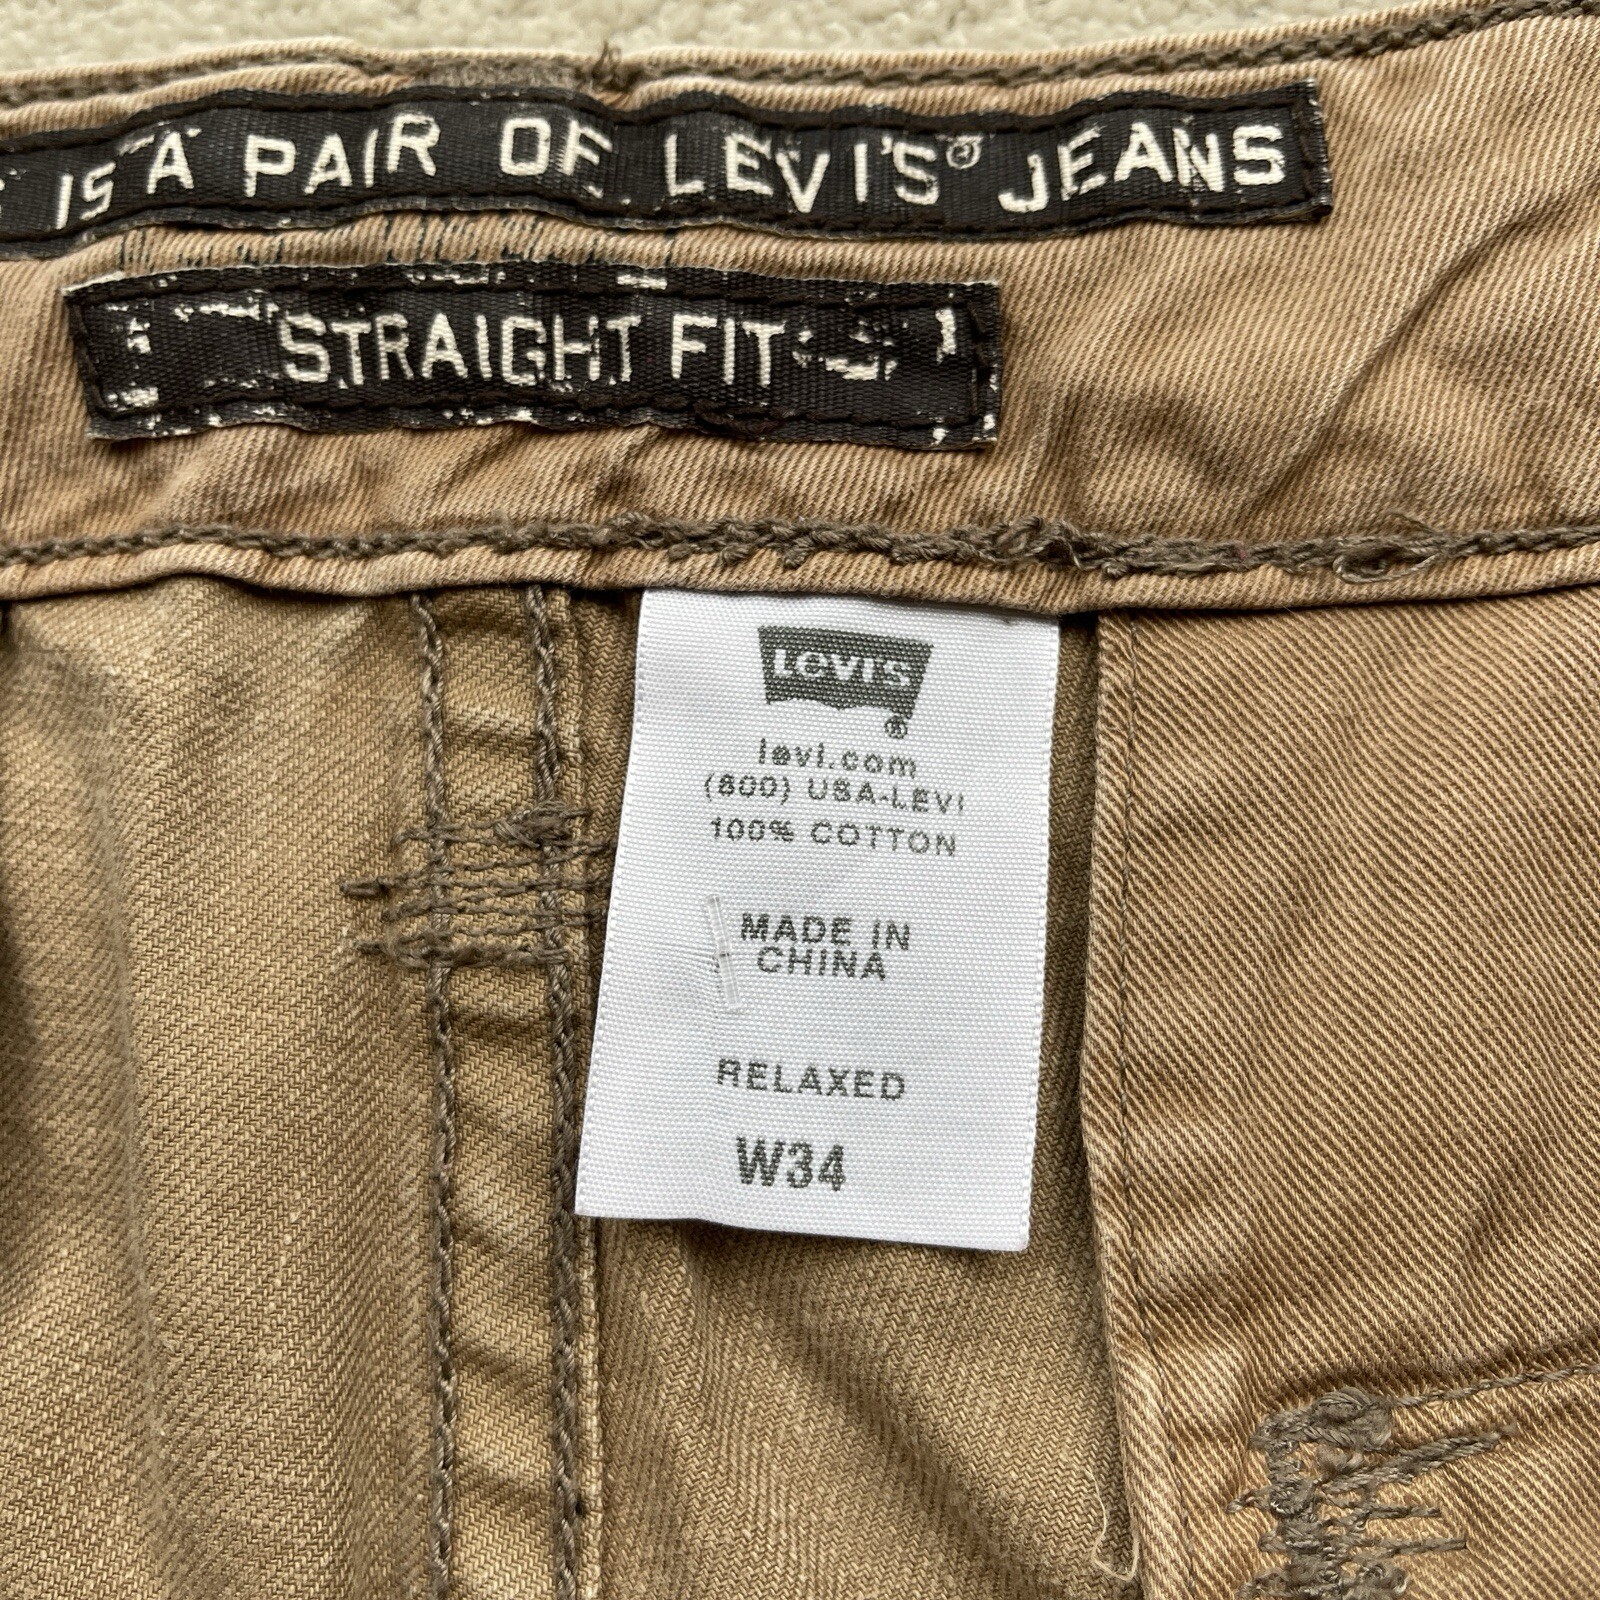 IS A PAIR OF LEVI'S® JEANS
STRAIGHT FIT
LEVI'S
®
levi.com
(800) USA-LEVI
100% COTTON
MADE IN
CHINA
RELAXED
W34